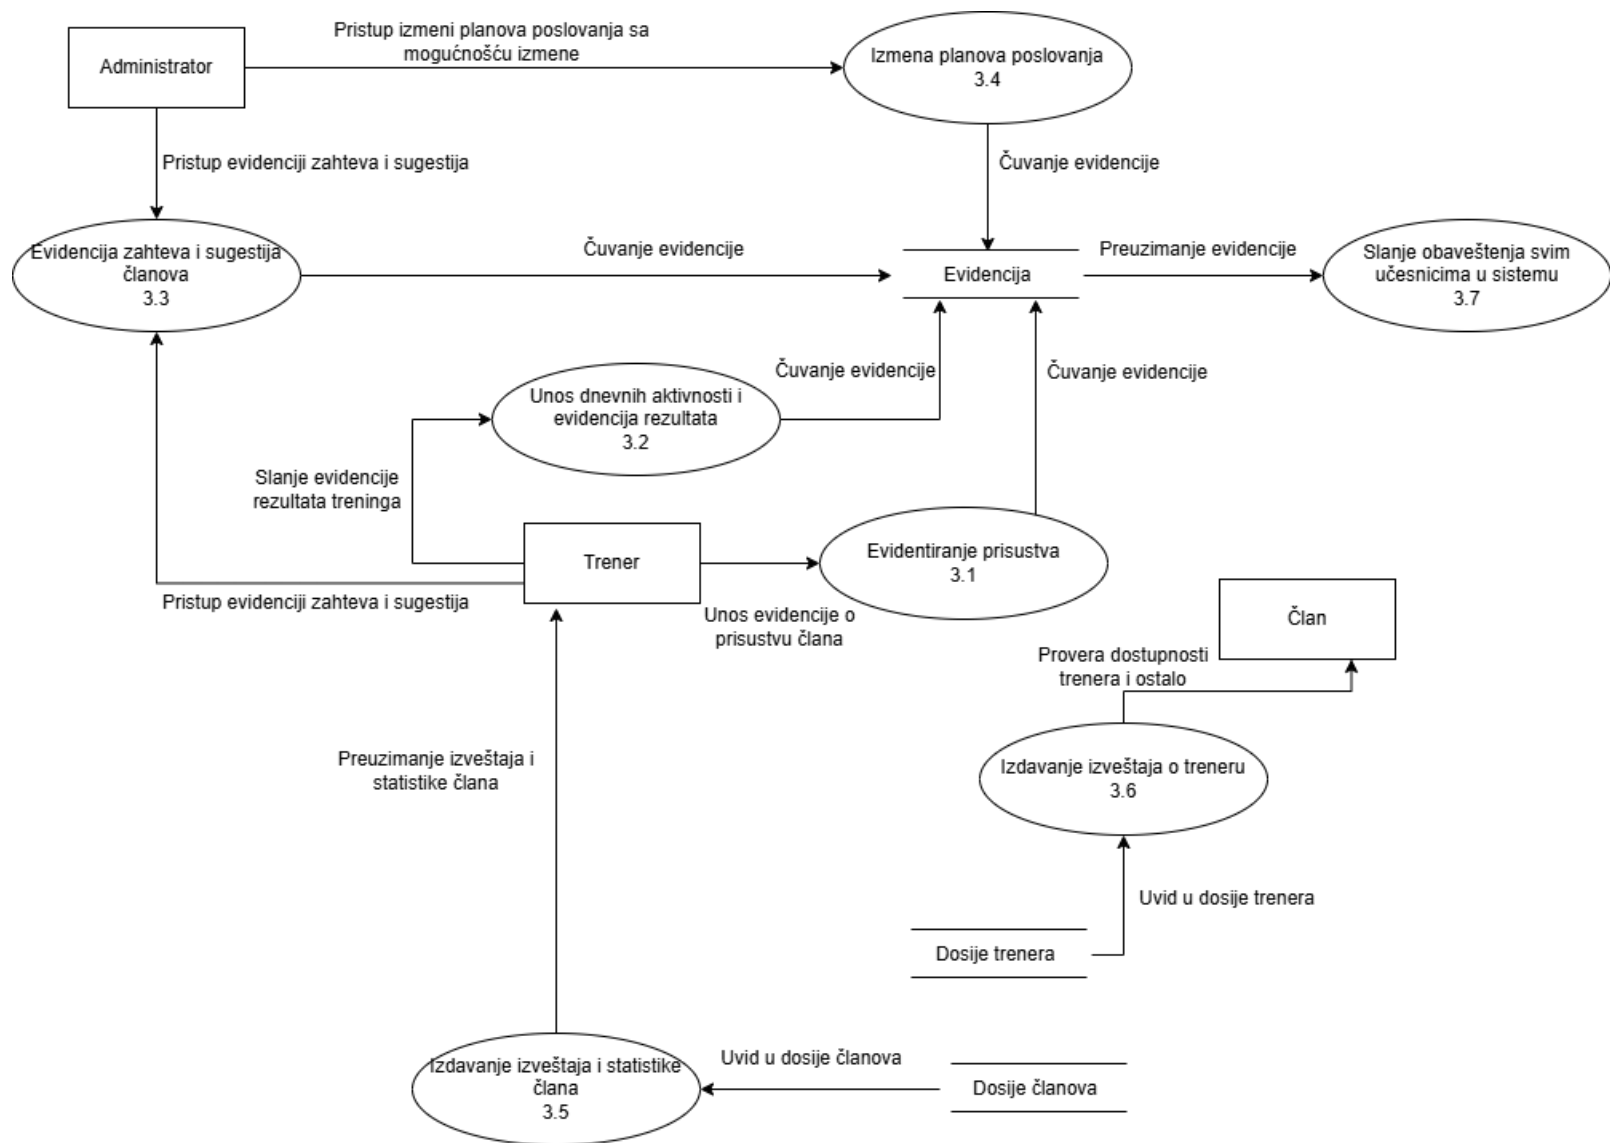 Administrator
Pristup izmeni planova poslovanja sa
mogućnošću izmene
Izmena planova poslovanja
3.4
Pristup evidenciji zahteva i sugestija
Čuvanje evidencije
Evidencija zahteva i sugestija
članova
3.3
Čuvanje evidencije
Evidencija
Preuzimanje evidencije
Slanje obaveštenja svim
učesnicima u sistemu
3.7
Unos dnevnih aktivnosti i
evidencija rezultata
3.2
Čuvanje evidencije
Čuvanje evidencije
Slanje evidencije
rezultata treninga
Trener
Evidentiranje prisustva
3.1
Pristup evidenciji zahteva i sugestija
Unos evidencije o
prisustvu člana
Član
Provera dostupnosti
trenera i ostalo
Preuzimanje izveštaja i
statistike člana
Izdavanje izveštaja o treneru
3.6
Uvid u dosije trenera
Dosije trenera
Izdavanje izveštaja i statistike
člana
3.5
Uvid u dosije članova
Dosije članova